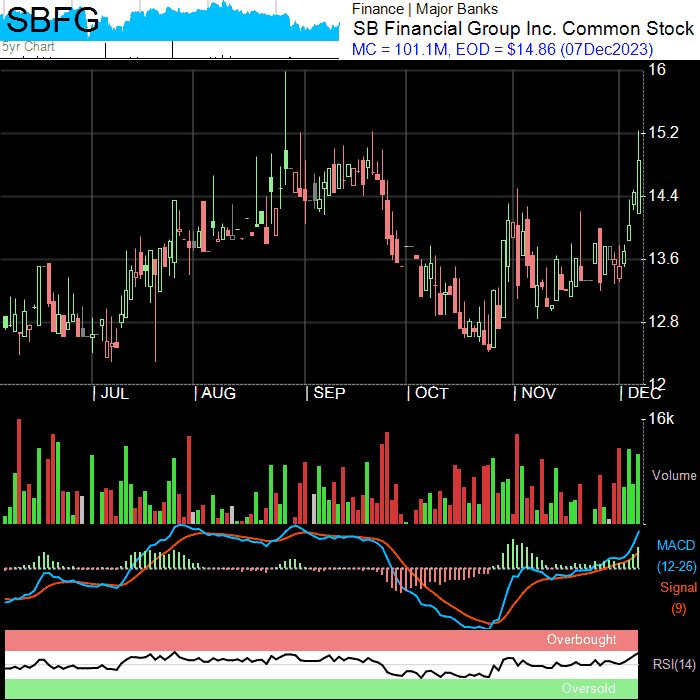 SBFG
5yr Chart
Finance | Major Banks
SB Financial Group Inc. Common Stock
MC = 101.1M, EOD = $14.86 (07Dec2023)
16
15.2
14.4
13.6
12.8
12
JUL
AUG
SEP
OCT
NOV
DEC
16k
Volume
MACD
(12-26)
Signal
(9)
Overbought
RSI(14)
Oversold